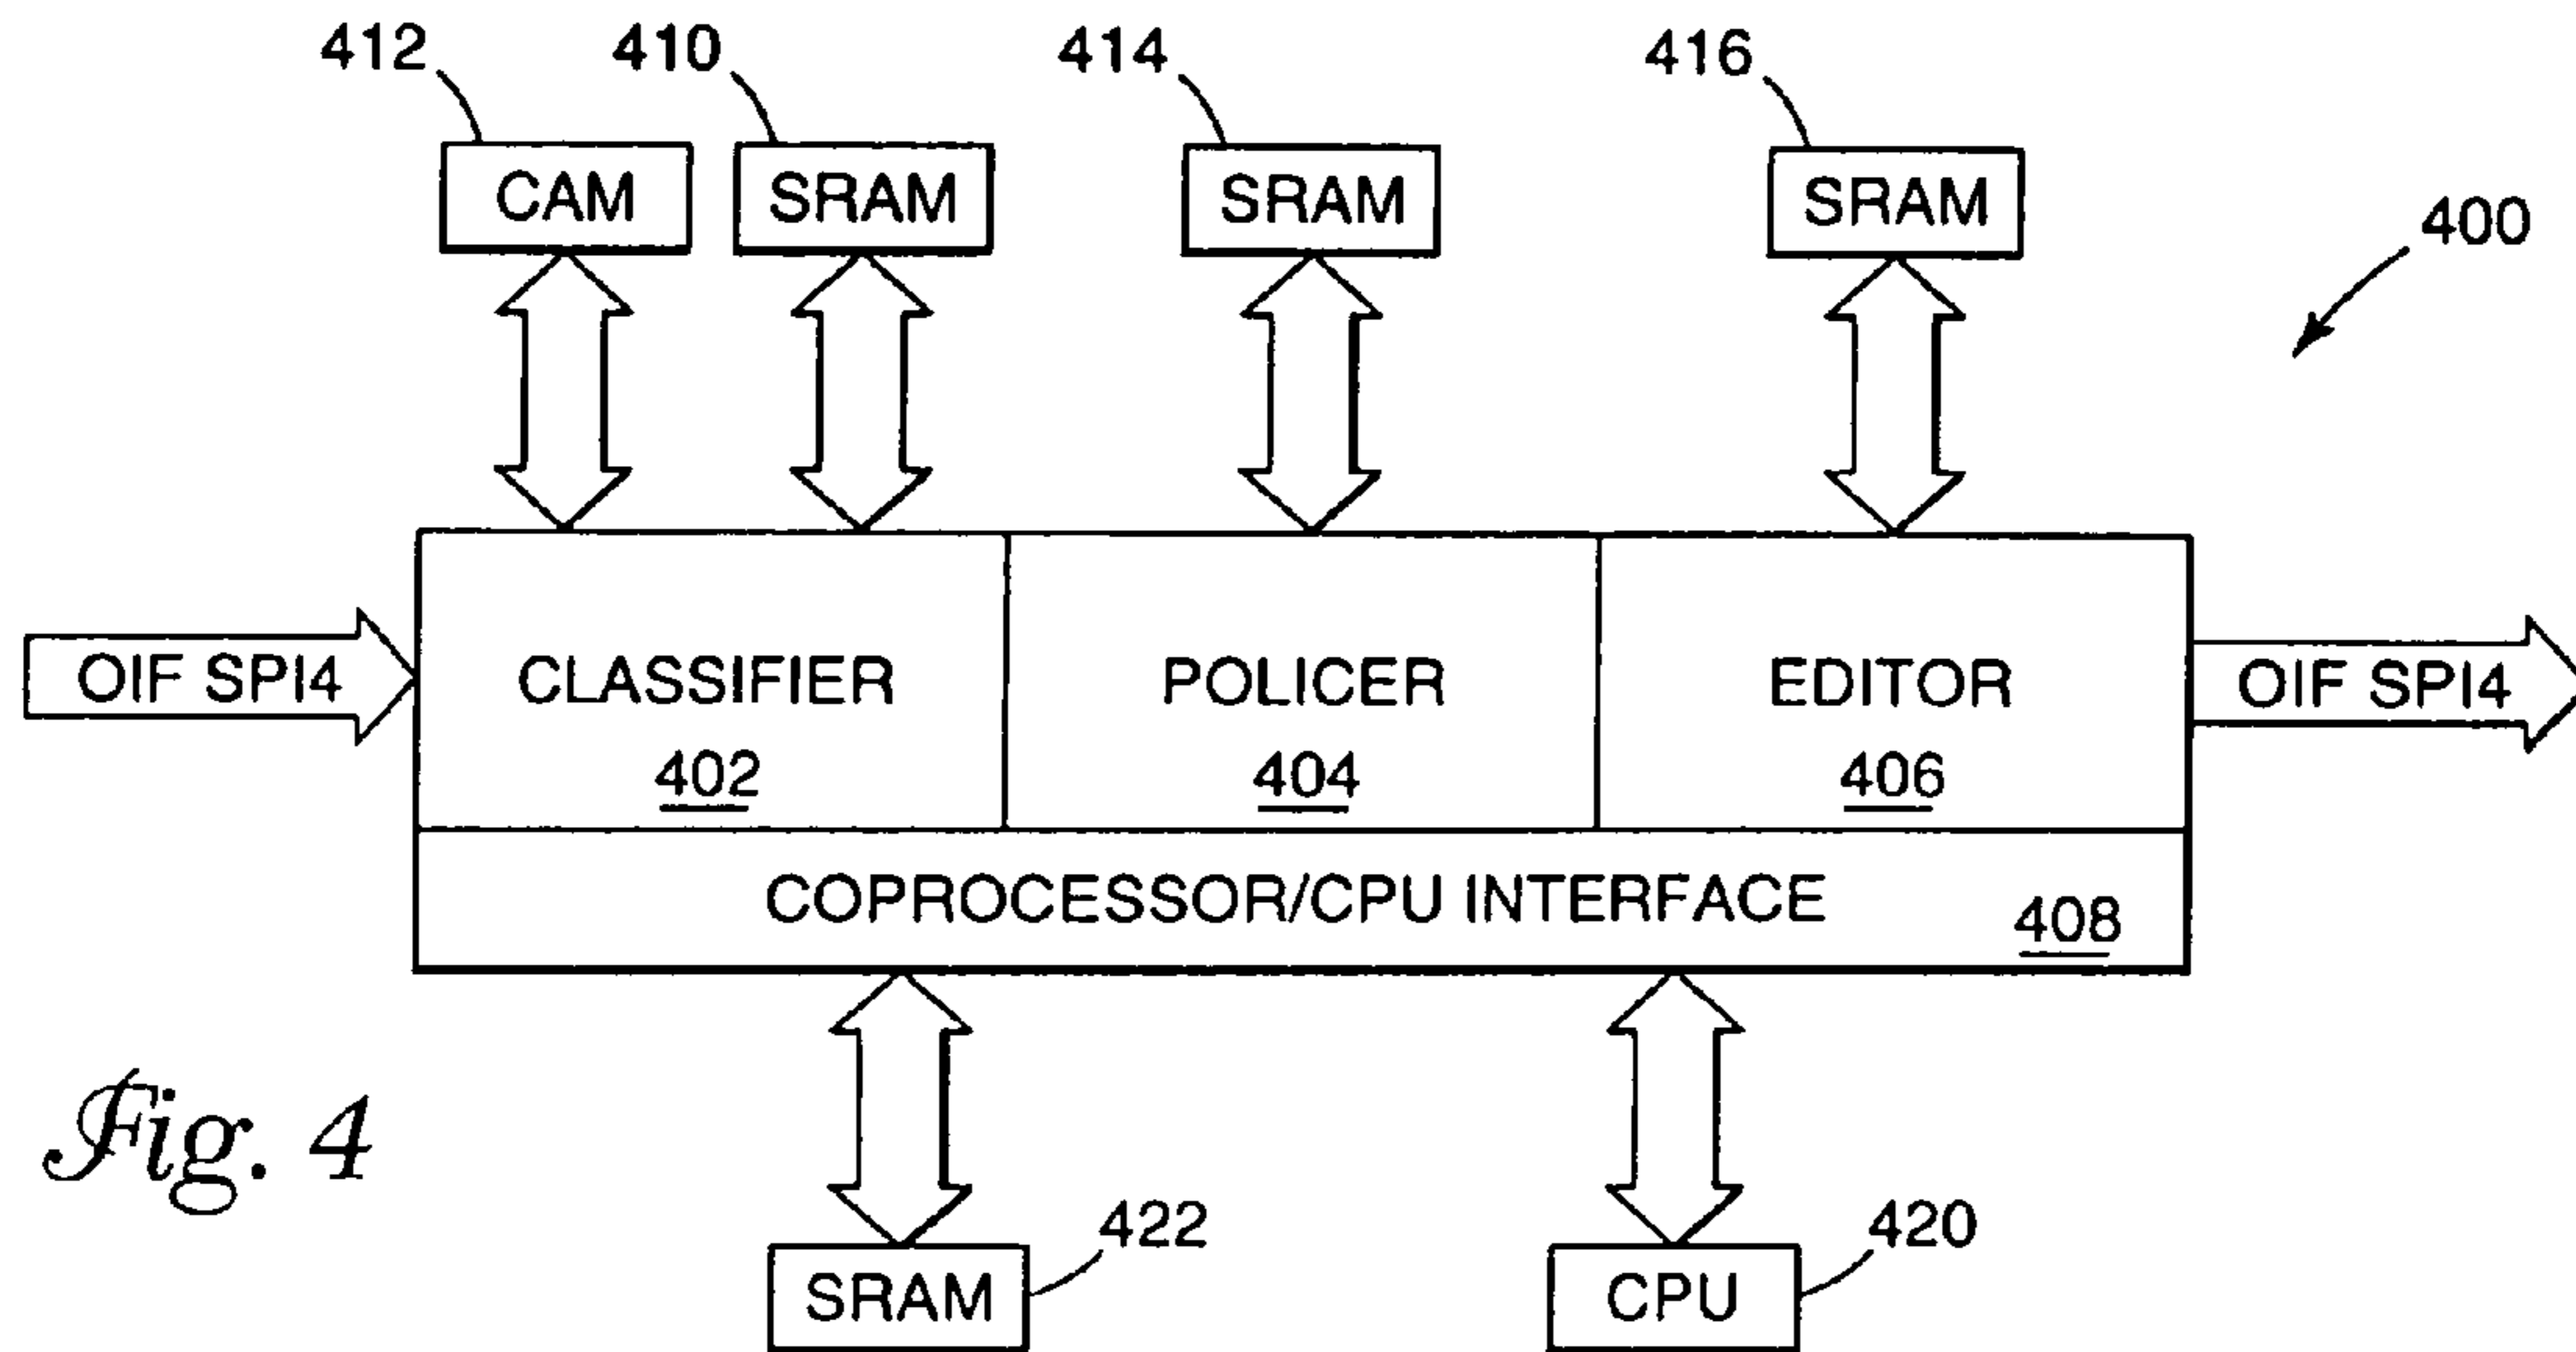 412
410
414
416
CAM
SRAM
SRAM
SRAM
400
OIF SPI4
CLASSIFIER
402
POLICER
404
EDITOR
406
OIF SPI4
COPROCESSOR/CPU INTERFACE
408
Fig. 4
422
420
SRAM
CPU